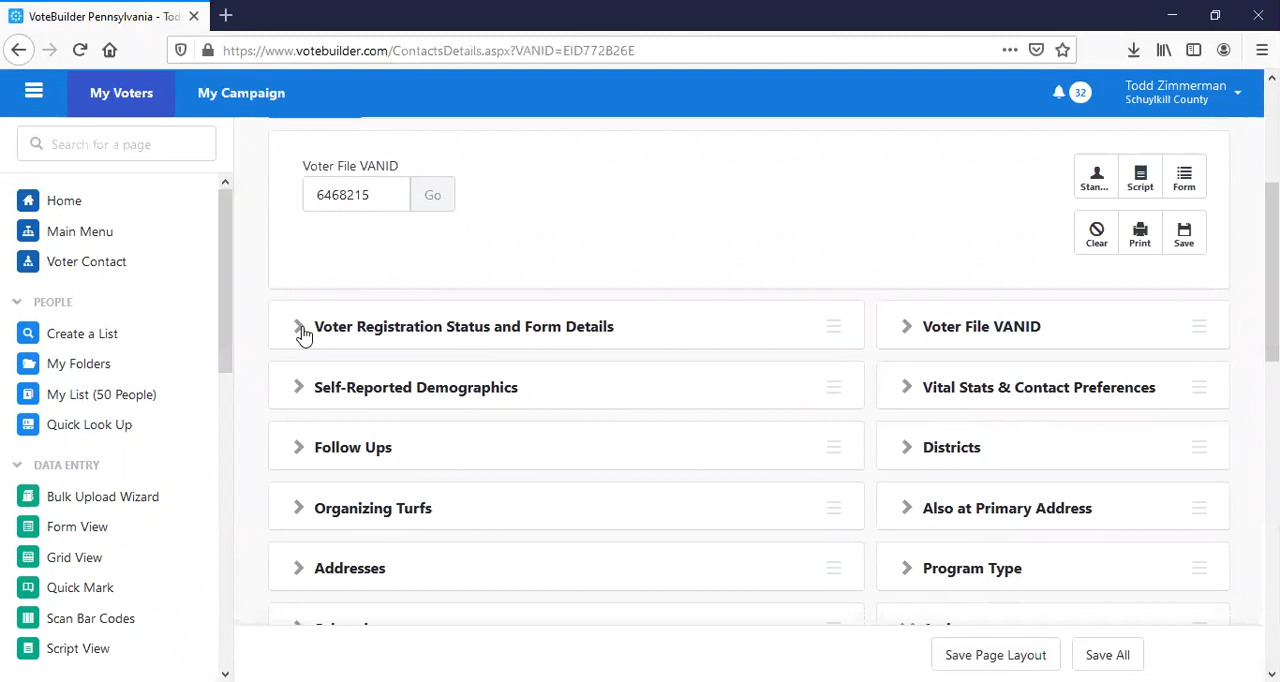 VoteBuilder Pennsylvania - Tod
https://www.votebuilder.com/ContactsDetails.aspx?VANID=EID772B26E
My Voters
My Campaign
32
Todd Zimmerman
Schuylkill County
Search for a page
Home
Main Menu
Voter Contact
PEOPLE
Create a List
My Folders
My List (50 People)
Quick Look Up
DATA ENTRY
Bulk Upload Wizard
Form View
Grid View
Quick Mark
Scan Bar Codes
Script View
Voter File VANID
6468215
Go
Stan...
Script
Form
Clear
Print
Save
Voter Registration Status and Form Details
Voter File VANID
Self-Reported Demographics
Vital Stats & Contact Preferences
Follow Ups
Districts
Organizing Turfs
Also at Primary Address
Addresses
Program Type
Save Page Layout
Save All